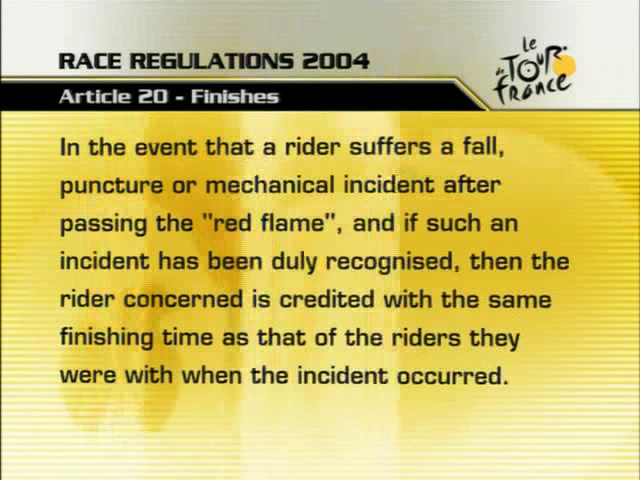 RACE REGULATIONS 2004
Le Tour de France
Article 20 - Finishes
In the event that a rider suffers a fall,
puncture or mechanical incident after
passing the "red flame", and if such an
incident has been duly recognised, then the
rider concerned is credited with the same
finishing time as that of the riders they
were with when the incident occurred.